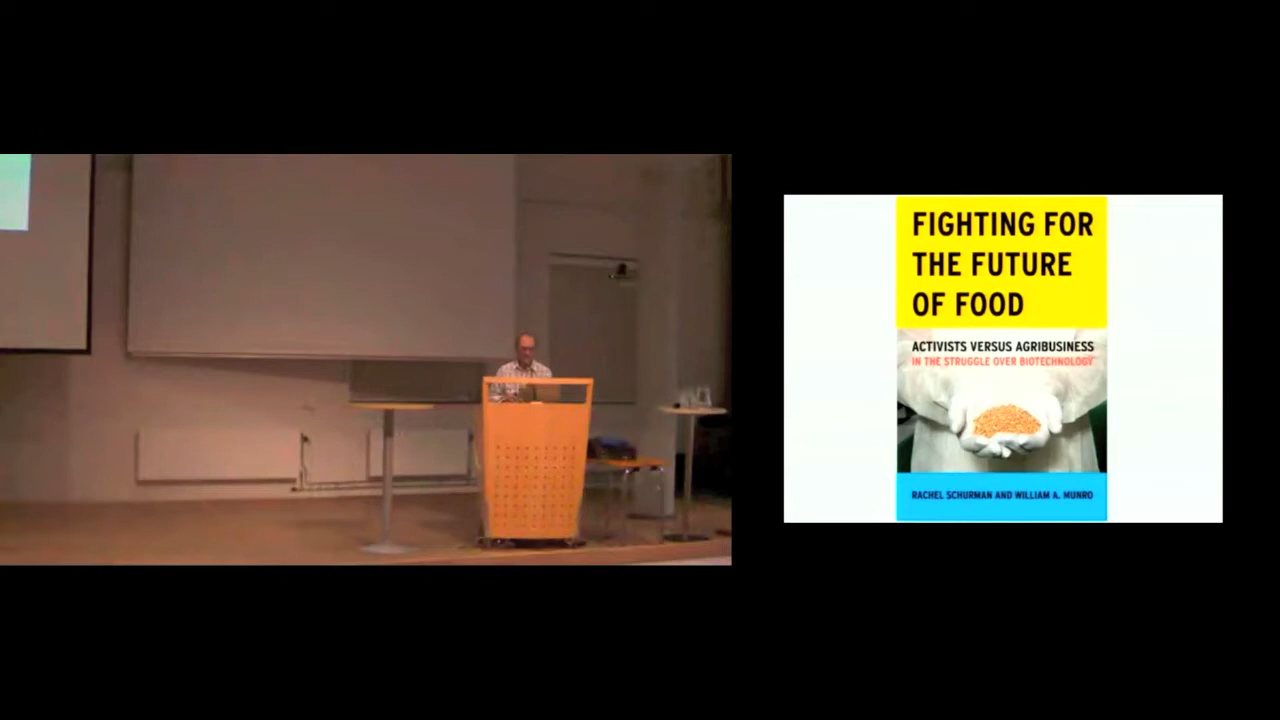 FIGHTING FOR
THE FUTURE
OF FOOD
ACTIVISTS VERSUS AGRIBUSINESS
IN THE STRUGGLE OVER BIOTECHNOLOGY
RACHEL SCHURMAN AND WILLIAM A. MUNRO